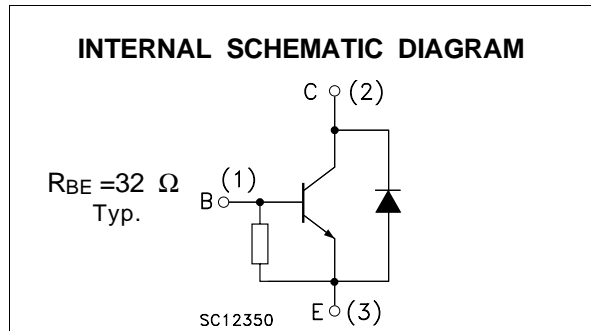 INTERNAL SCHEMATIC DIAGRAM
C (2)
RBE =32 Ω
Typ.
(1)
B
SC12350
E (3)